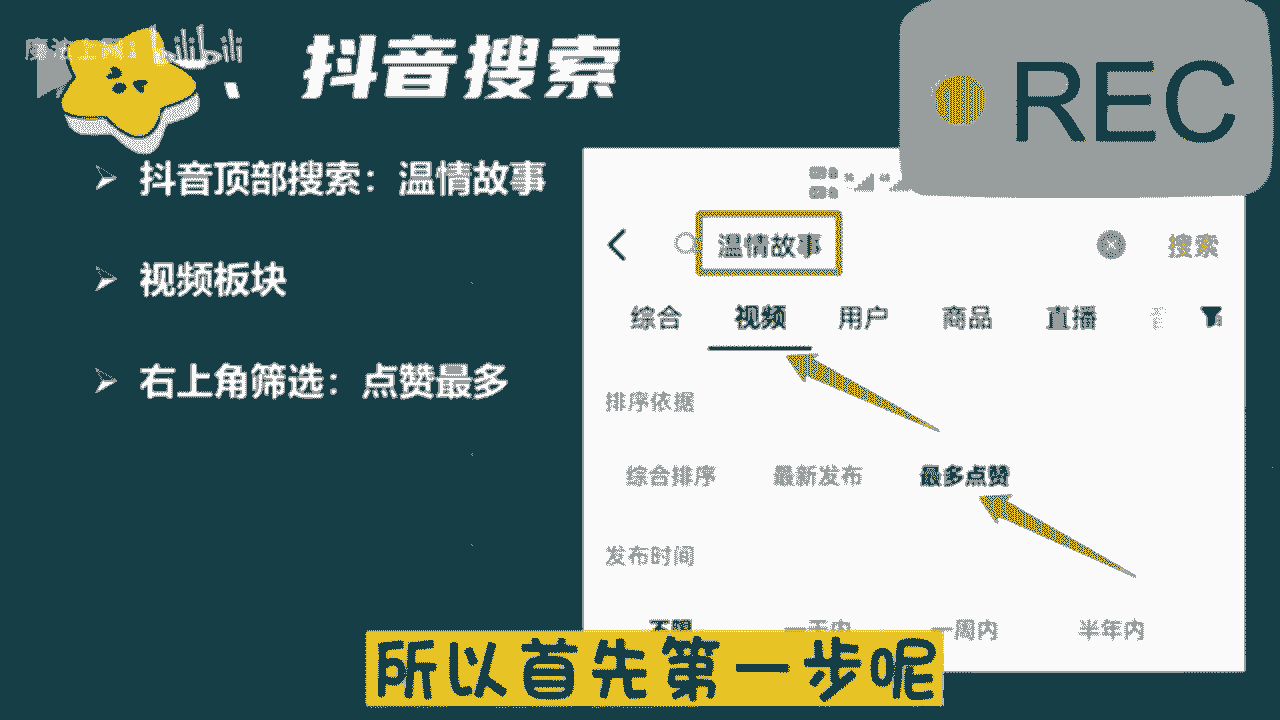 bilibili
、抖音搜索
REC
抖音顶部搜索：温情故事
视频板块
右上角筛选：点赞最多
温情故事
搜索
综合 视频 用户 商品 直播
排序依据
综合排序 最新发布 最多点赞
发布时间
不限 一天内 一周内 半年内
所以首先第一步呢